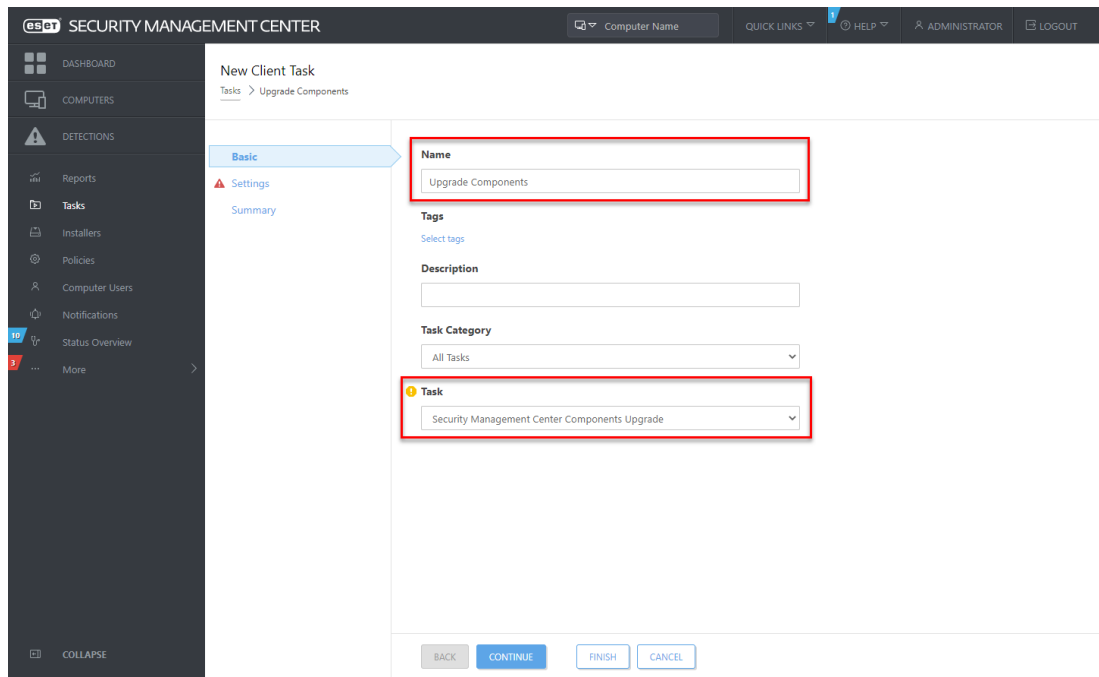 eset SECURITY MANAGEMENT CENTER
Computer Name
QUICK LINKS
1
HELP
ADMINISTRATOR
LOGOUT
DASHBOARD
COMPUTERS
DETECTIONS
Reports
Tasks
Installers
Policies
Computer Users
Notifications
10
Status Overview
3
More
COLLAPSE
New Client Task
Tasks > Upgrade Components
Basic
Settings
Summary
Name
Upgrade Components
Tags
Select tags
Description
Task Category
All Tasks
Task
Security Management Center Components Upgrade
BACK CONTINUE FINISH CANCEL